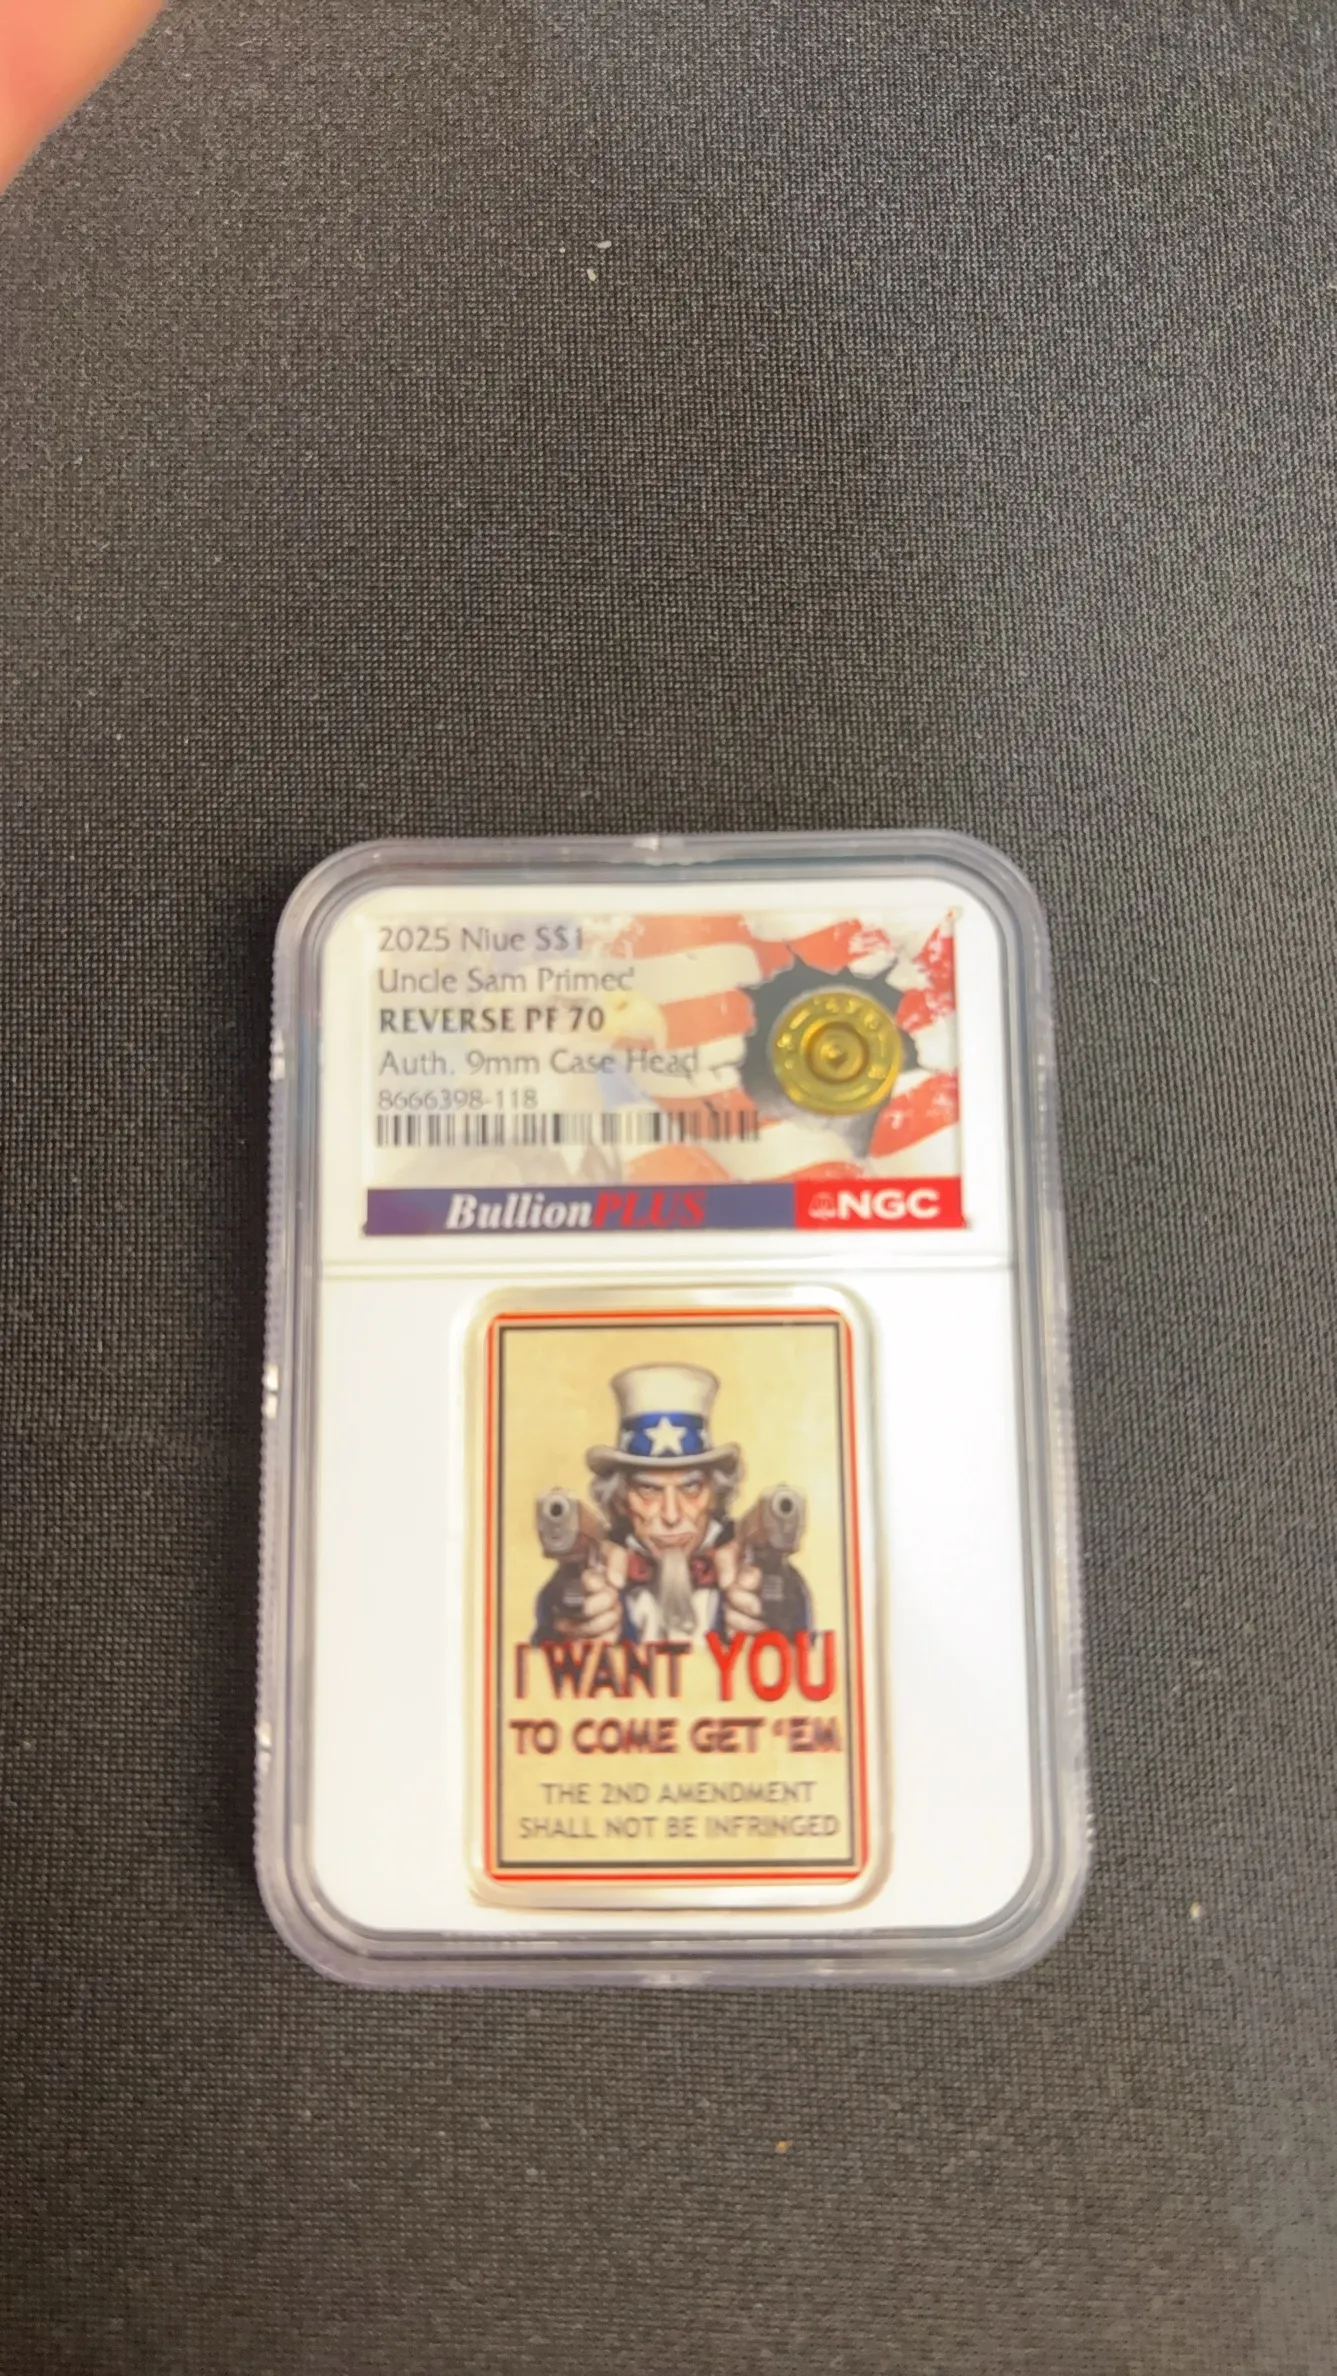 2025 Niue S$1
Uncle Sam Primed
REVERSE PF 70
Auth. 9mm Case Head
8666398-118
BullionPLUS
NGC
I WANT YOU
TO COME GET 'EM
THE 2ND AMENDMENT
SHALL NOT BE INFRINGED